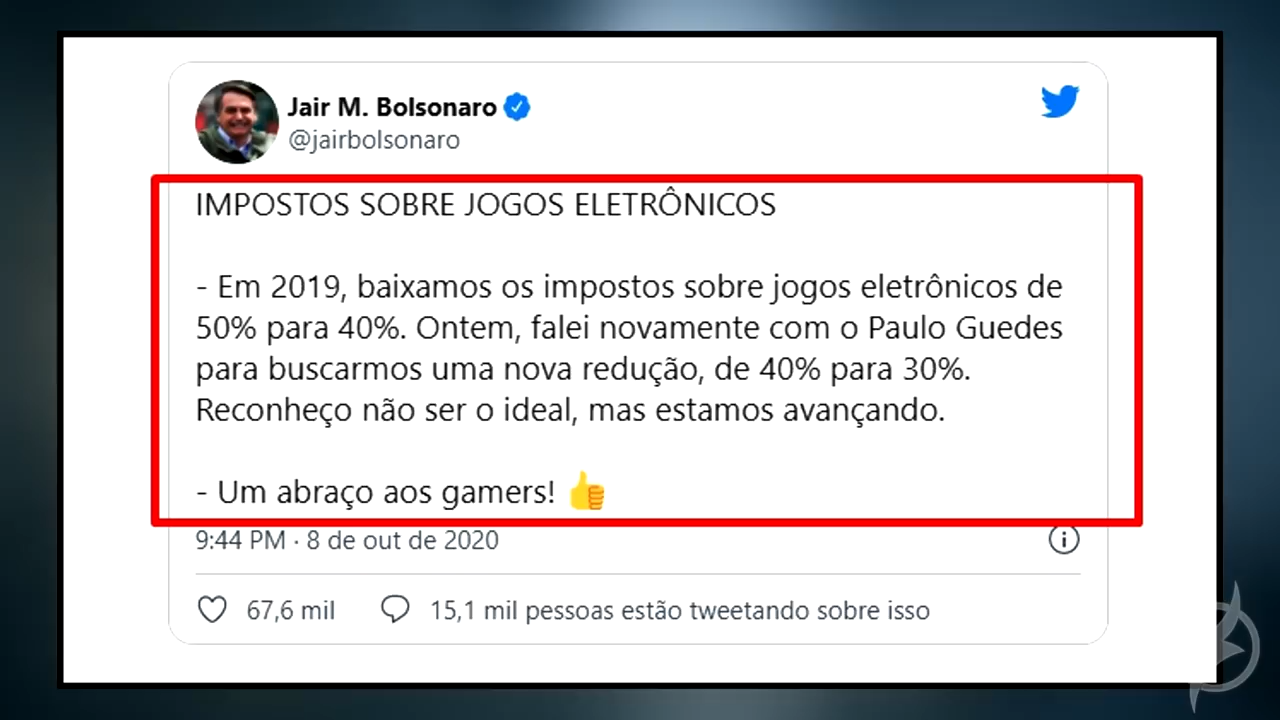 Jair M. Bolsonaro
@jairbolsonaro
IMPOSTOS SOBRE JOGOS ELETRÔNICOS
- Em 2019, baixamos os impostos sobre jogos eletrônicos de
50% para 40%. Ontem, falei novamente com o Paulo Guedes
para buscarmos uma nova redução, de 40% para 30%.
Reconheço não ser o ideal, mas estamos avançando.
- Um abraço aos gamers! 👍
9:44 PM · 8 de out de 2020
67,6 mil 15,1 mil pessoas estão tweetando sobre isso